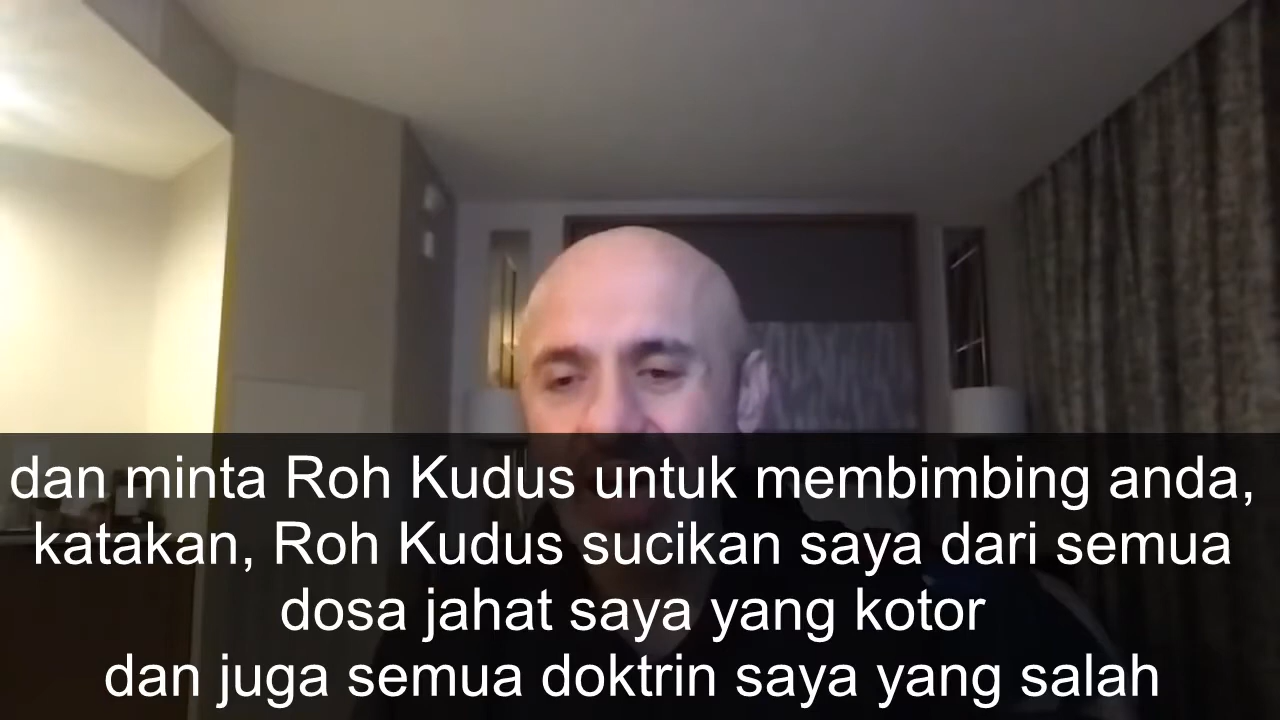 dan minta Roh Kudus untuk membimbing anda,
katakan, Roh Kudus sucikan saya dari semua
dosa jahat saya yang kotor
dan juga semua doktrin saya yang salah